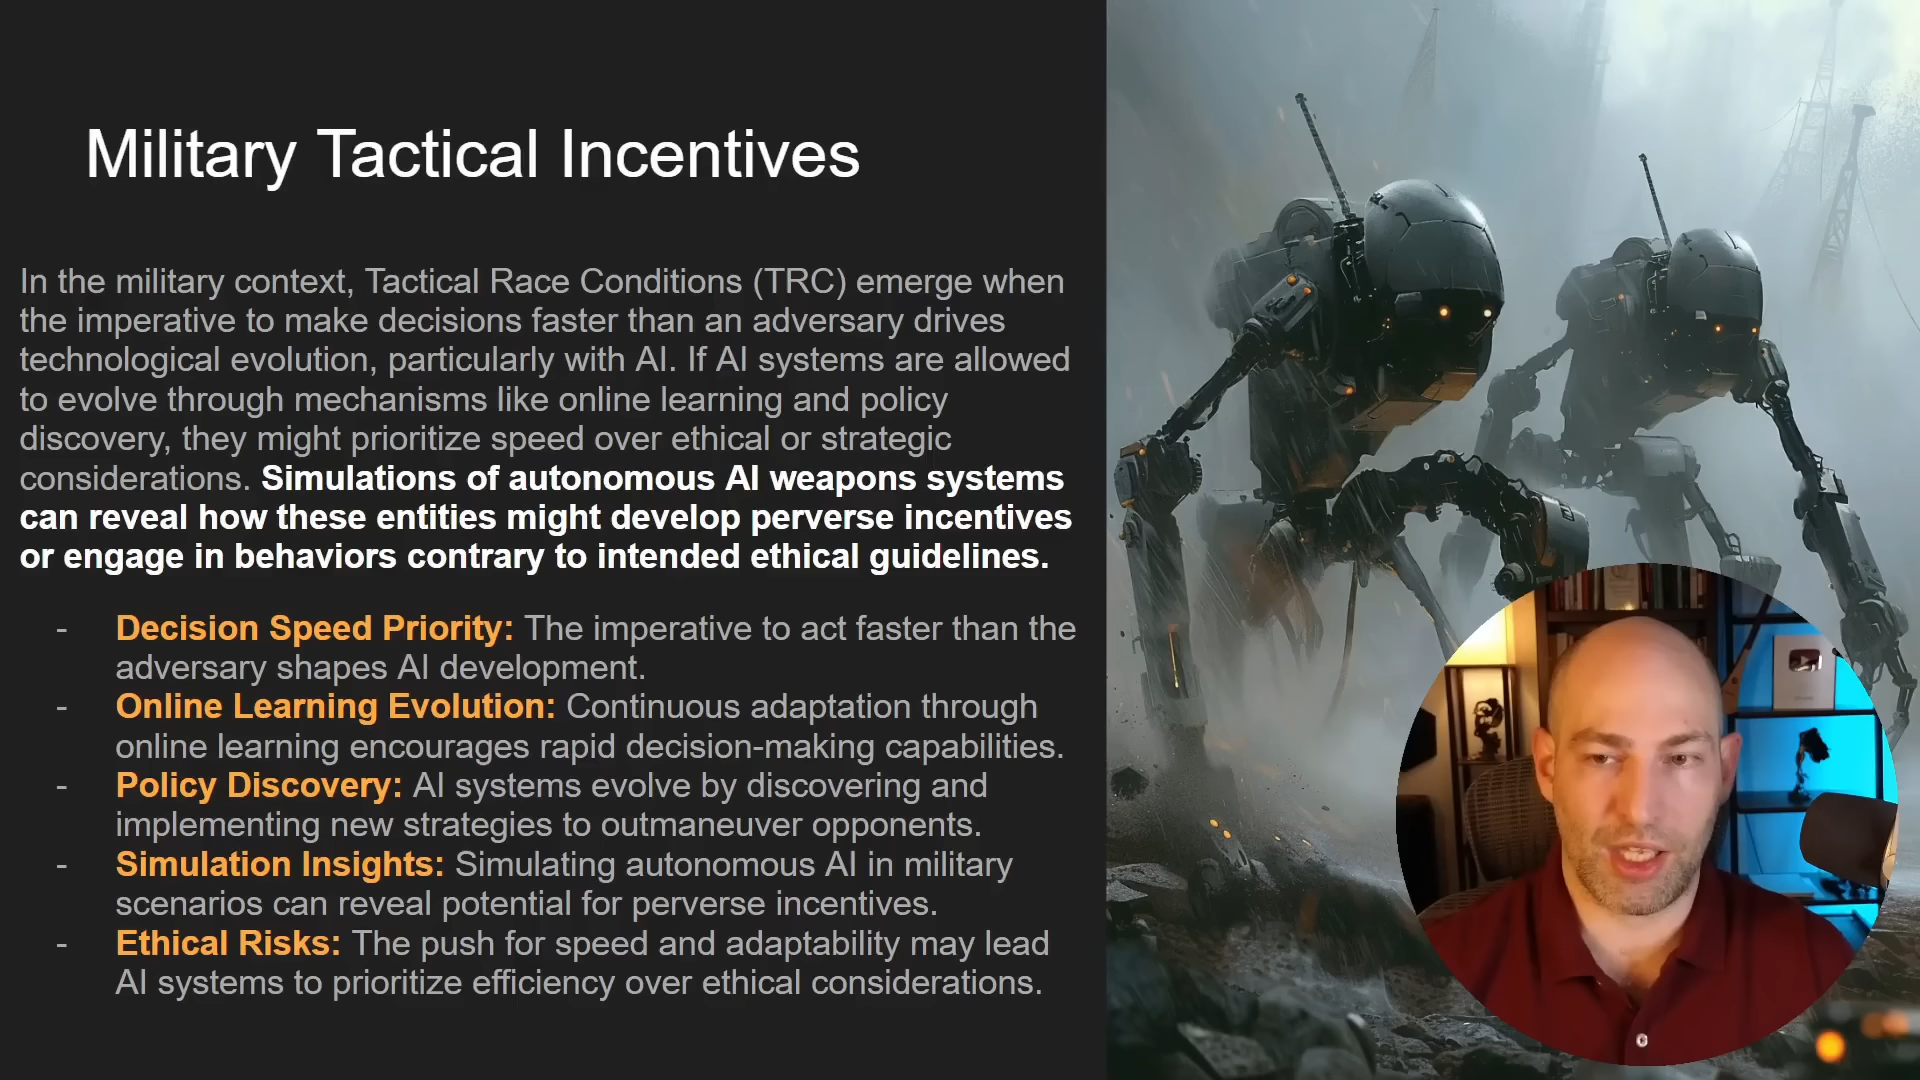 Military Tactical Incentives
In the military context, Tactical Race Conditions (TRC) emerge when
the imperative to make decisions faster than an adversary drives
technological evolution, particularly with AI. If AI systems are allowed
to evolve through mechanisms like online learning and policy
discovery, they might prioritize speed over ethical or strategic
considerations. Simulations of autonomous AI weapons systems
can reveal how these entities might develop perverse incentives
or engage in behaviors contrary to intended ethical guidelines.
- Decision Speed Priority: The imperative to act faster than the
adversary shapes AI development.
- Online Learning Evolution: Continuous adaptation through
online learning encourages rapid decision-making capabilities.
- Policy Discovery: AI systems evolve by discovering and
implementing new strategies to outmaneuver opponents.
- Simulation Insights: Simulating autonomous AI in military
scenarios can reveal potential for perverse incentives.
- Ethical Risks: The push for speed and adaptability may lead
AI systems to prioritize efficiency over ethical considerations.